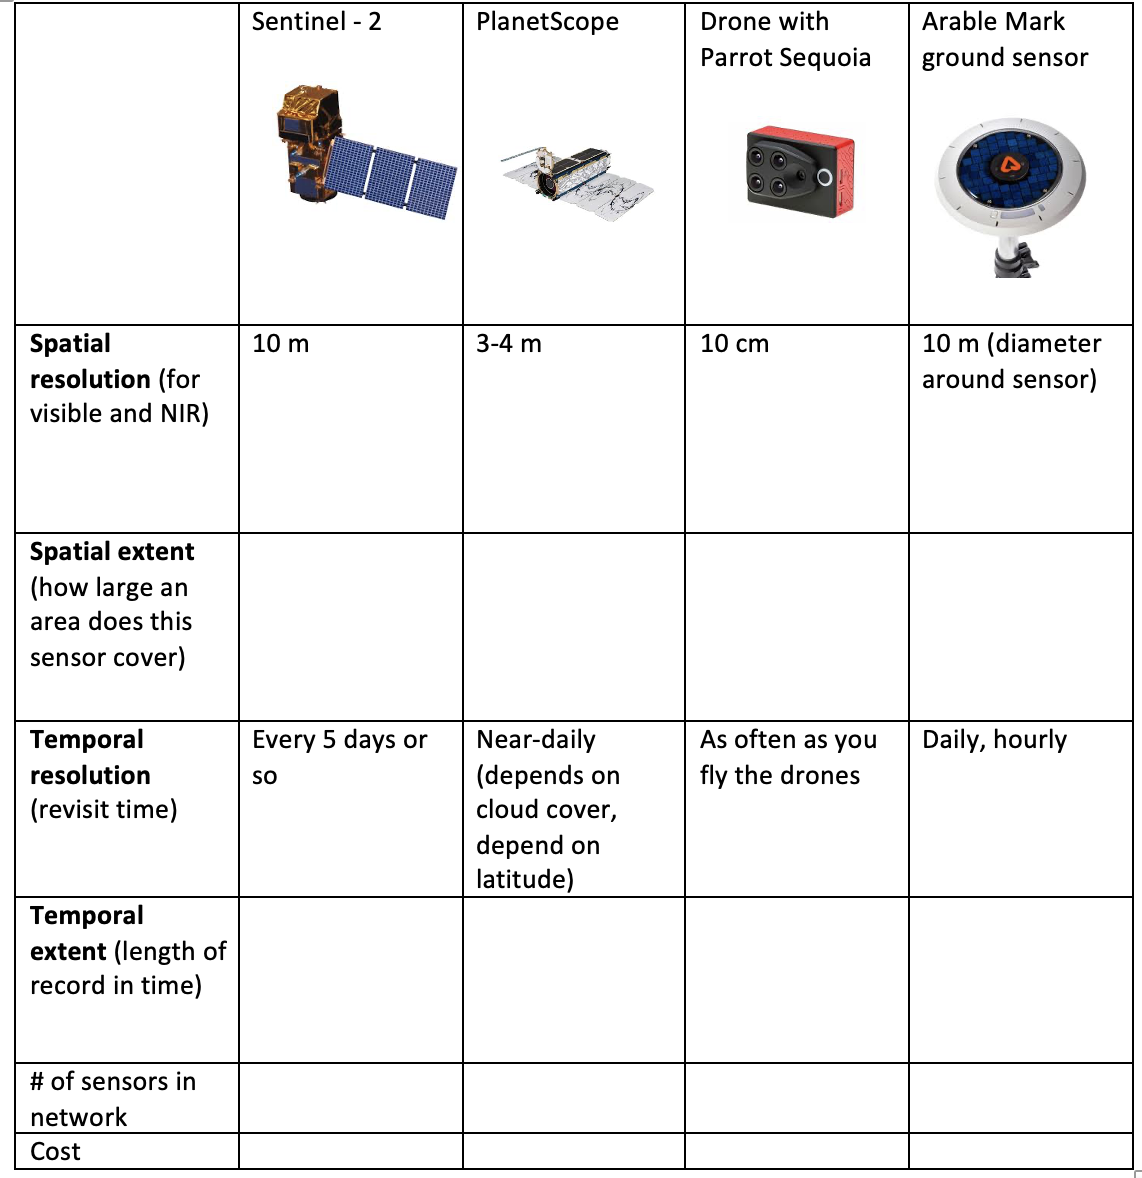 Sentinel - 2
PlanetScope
Drone with
Parrot Sequoia
Arable Mark
ground sensor
Spatial
resolution (for
visible and NIR)
10 m
3-4 m
10 cm
10 m (diameter
around sensor)
Spatial extent
(how large an
area does this
sensor cover)
Temporal
resolution
(revisit time)
Every 5 days or
so
Near-daily
(depends on
cloud cover,
depend on
latitude)
As often as you
fly the drones
Daily, hourly
Temporal
extent (length of
record in time)
# of sensors in
network
Cost